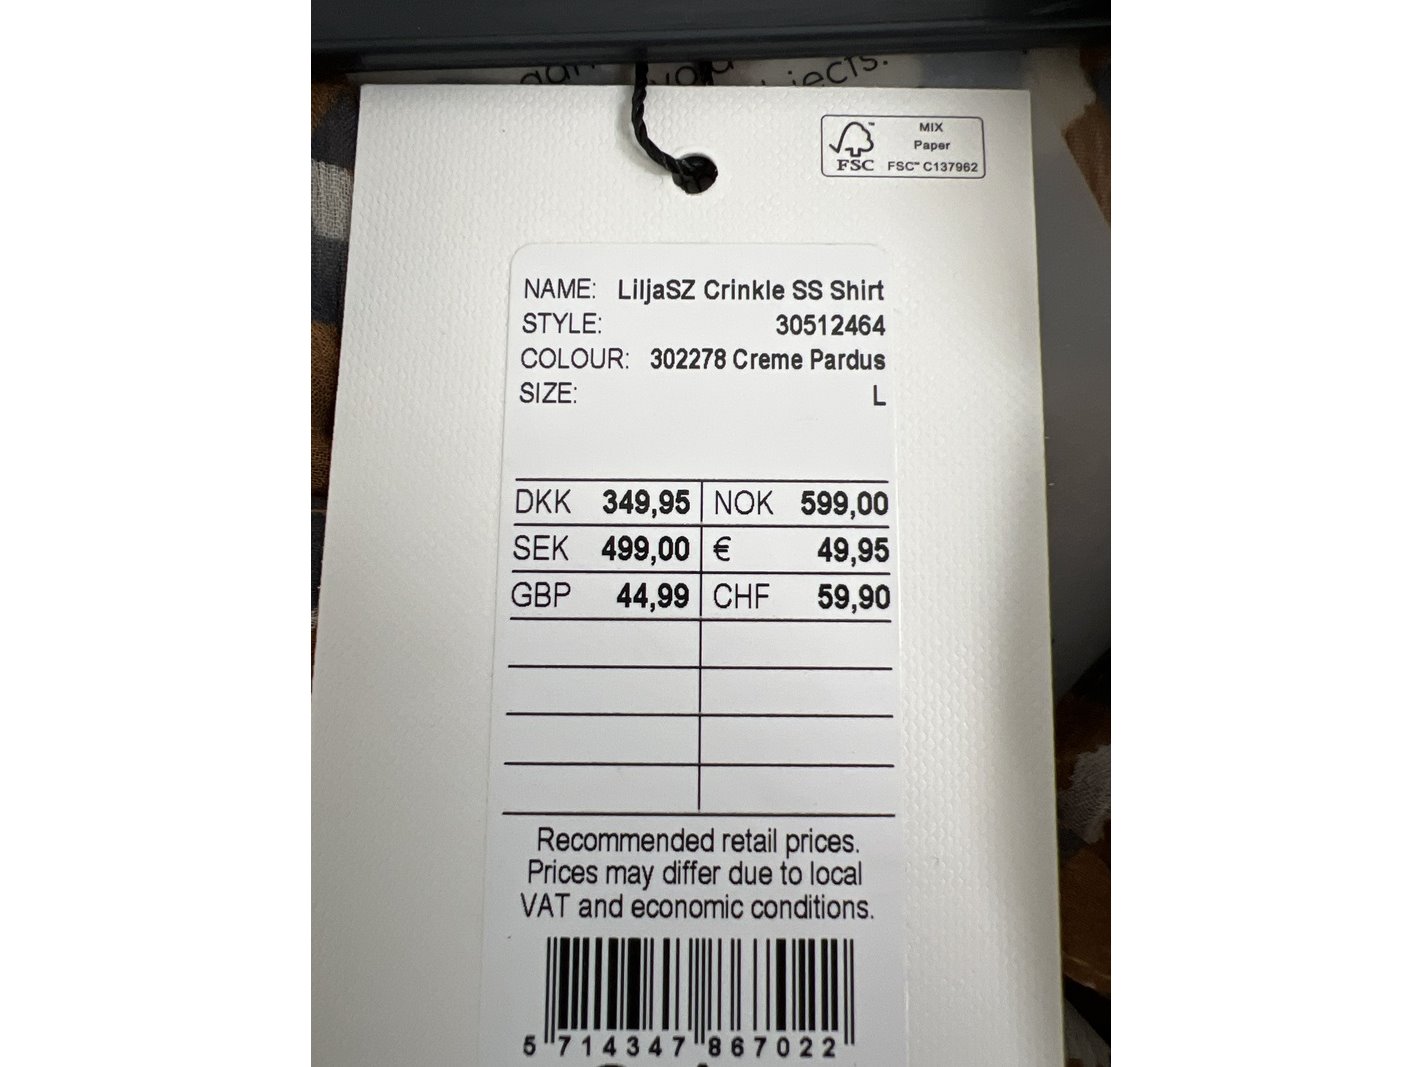 jects.
MIX
Paper
FSC™ FSC™ C137962
NAME: LiljaSZ Crinkle SS Shirt
STYLE: 30512464
COLOUR: 302278 Creme Pardus
SIZE: L
DKK 349,95 NOK 599,00
SEK 499,00 € 49,95
GBP 44,99 CHF 59,90
Recommended retail prices.
Prices may differ due to local
VAT and economic conditions.
5 714347 867022